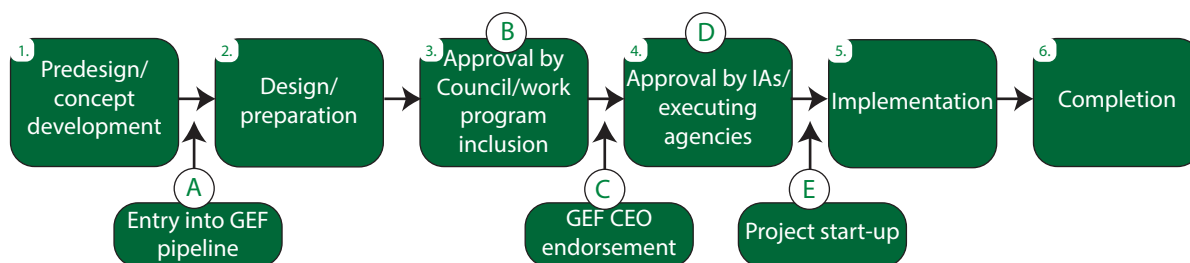 1.
Predesign/
concept
development
2.
Design/
preparation
B
3.
Approval by
Council/work
program
inclusion
D
4.
Approval by IAs/
executing
agencies
5.
Implementation
6.
Completion
A
Entry into GEF
pipeline
C
GEF CEO
endorsement
E
Project start-up